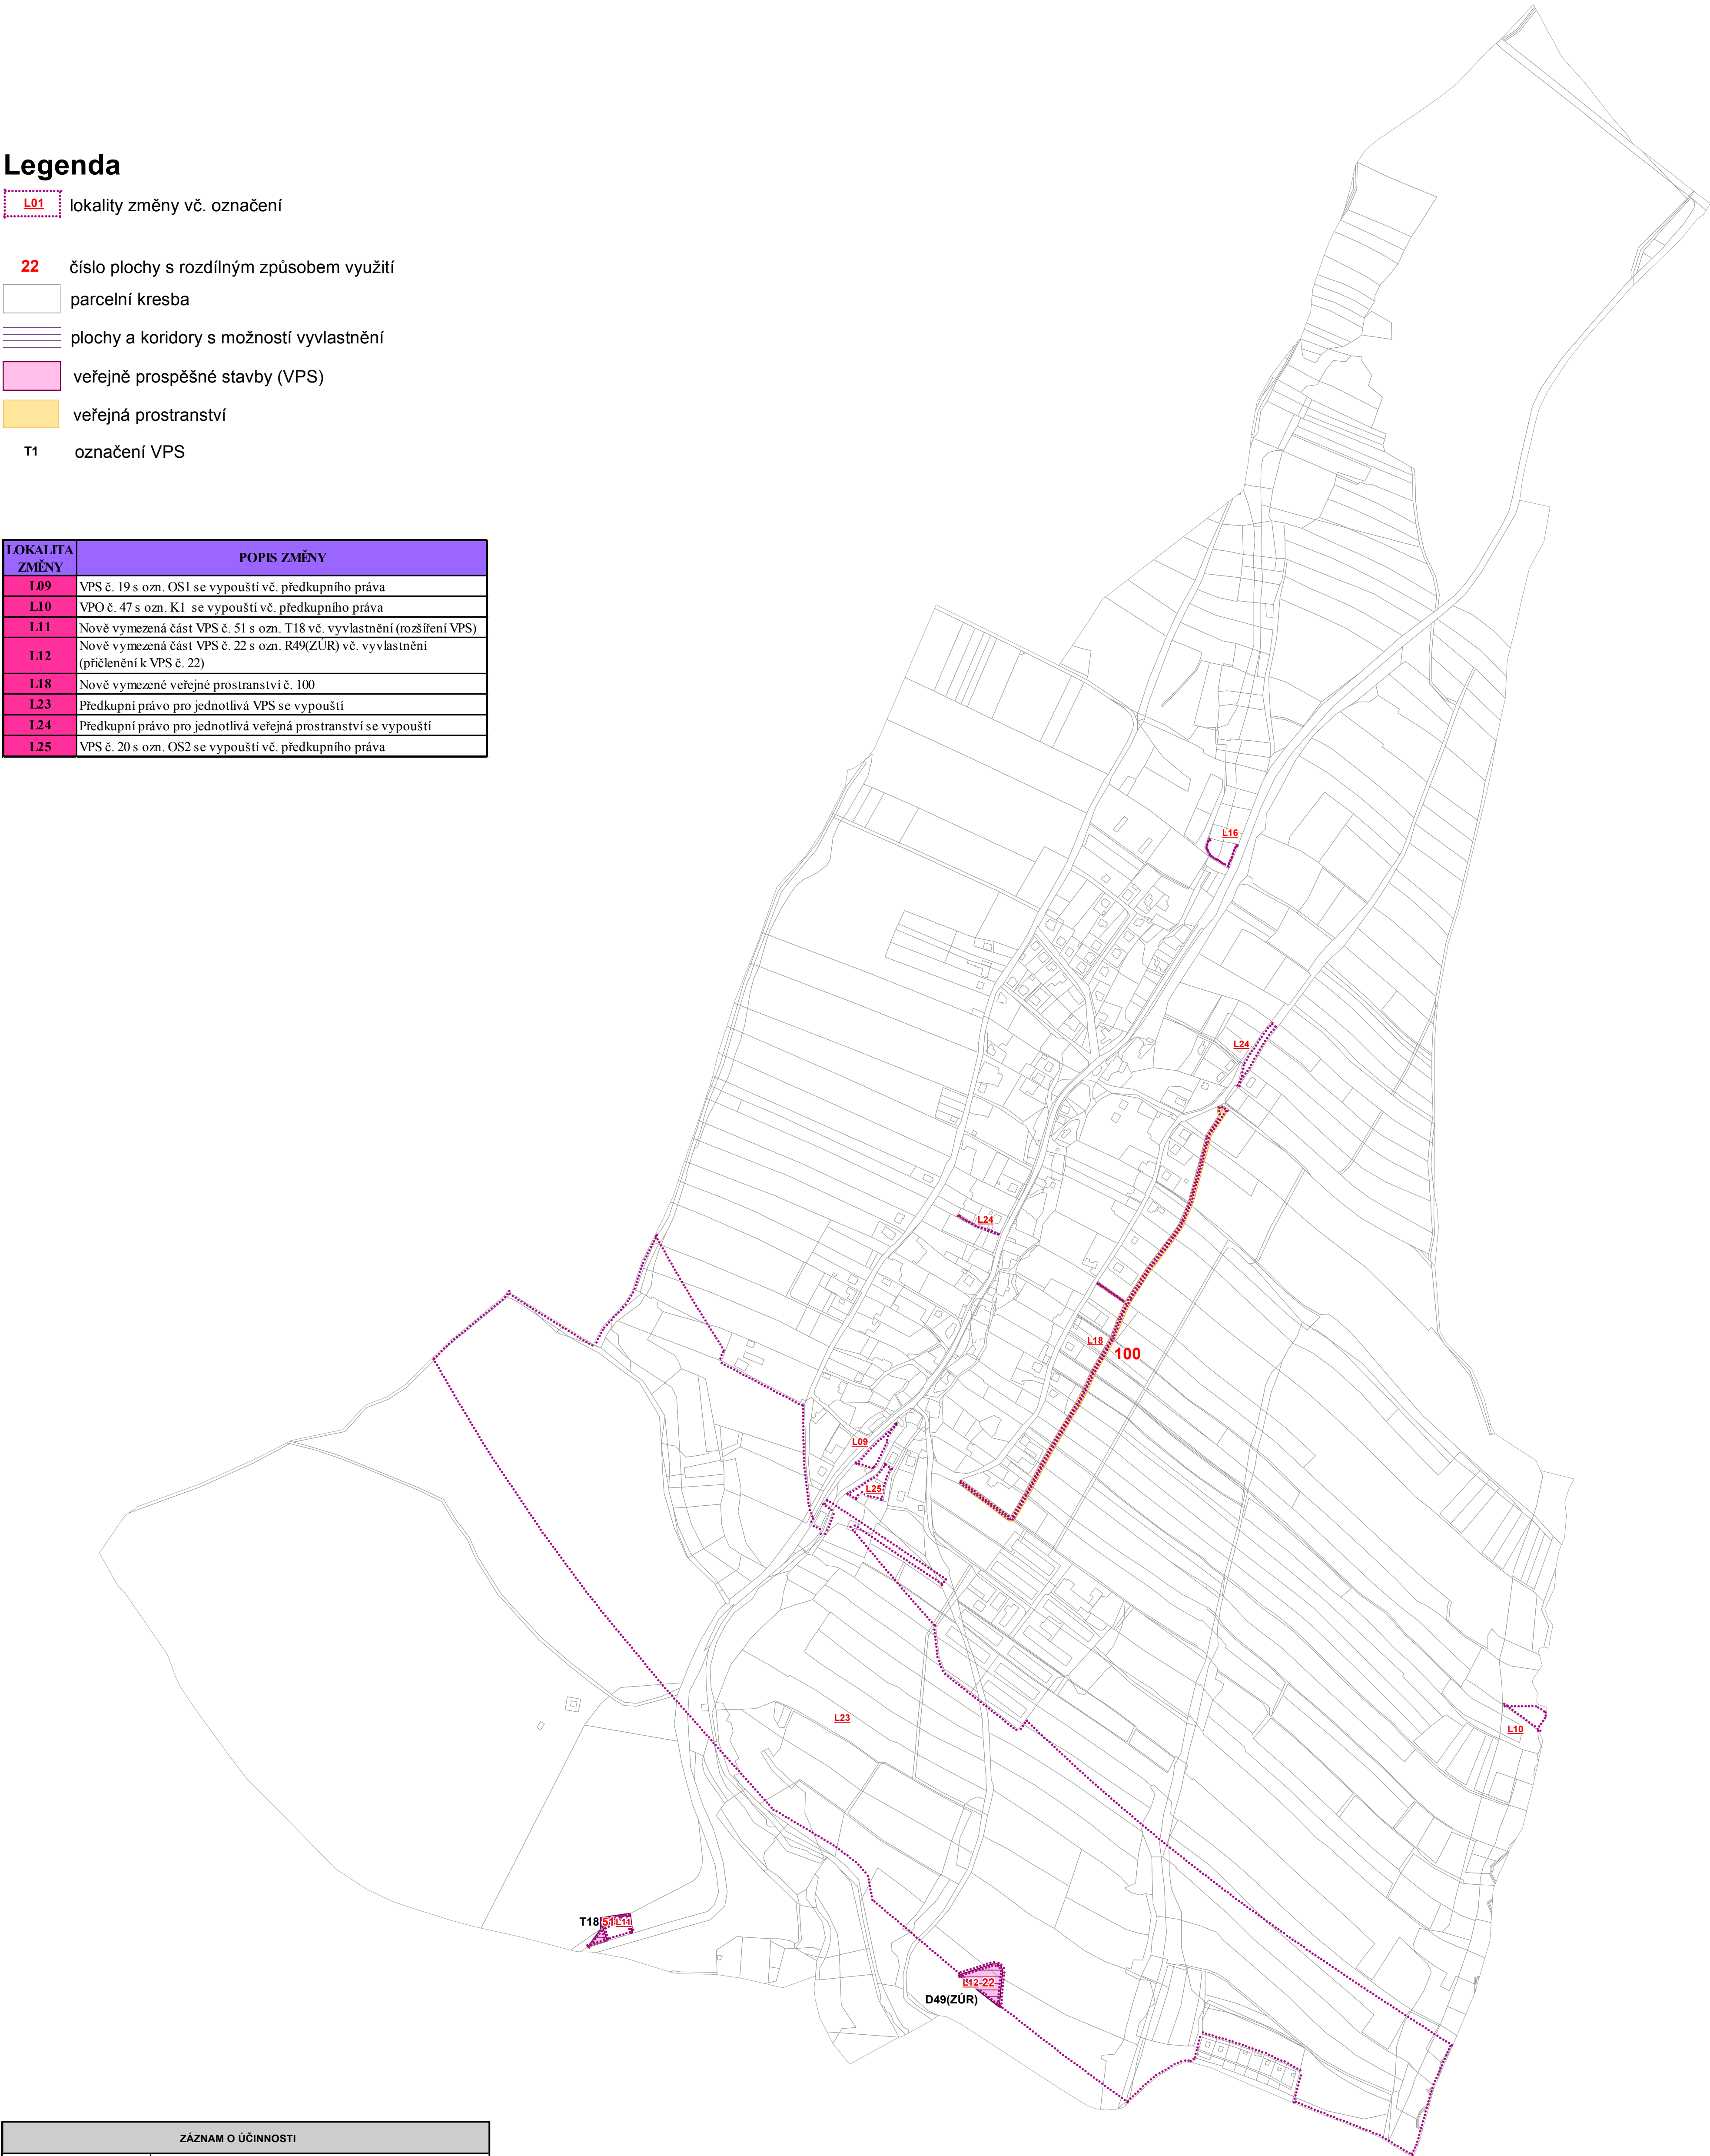 Legenda
L01 lokality změny vč. označení
22 číslo plochy s rozdílným způsobem využití
parcelní kresba
plochy a koridory s možností vyvlastnění
veřejně prospěšné stavby (VPS)
veřejná prostranství
T1 označení VPS
LOKALITA ZMĚNY POPIS ZMĚNY
L09 VPS č. 19 s ozn. OS1 se vypouští vč. předkupního práva
L10 VPO č. 47 s ozn. K1 se vypouští vč. předkupního práva
L11 Nově vymezená část VPS č. 51 s ozn. T18 vč. vyvlastnění (rozšíření VPS)
L12 Nově vymezená část VPS č. 22 s ozn. R49(ZÚR) vč. vyvlastnění
(přičlenění k VPS č. 22)
L18 Nově vymezené veřejné prostranství č. 100
L23 Předkupní právo pro jednotlivá VPS se vypouští
L24 Předkupní právo pro jednotlivá veřejná prostranství se vypouští
L25 VPS č. 20 s ozn. OS2 se vypouští vč. předkupního práva
L16
L24
L24
L18
100
L09
L25
L23
L10
T18 51 L11
L12 22
D49(ZÚR)
ZÁZNAM O ÚČINNOSTI